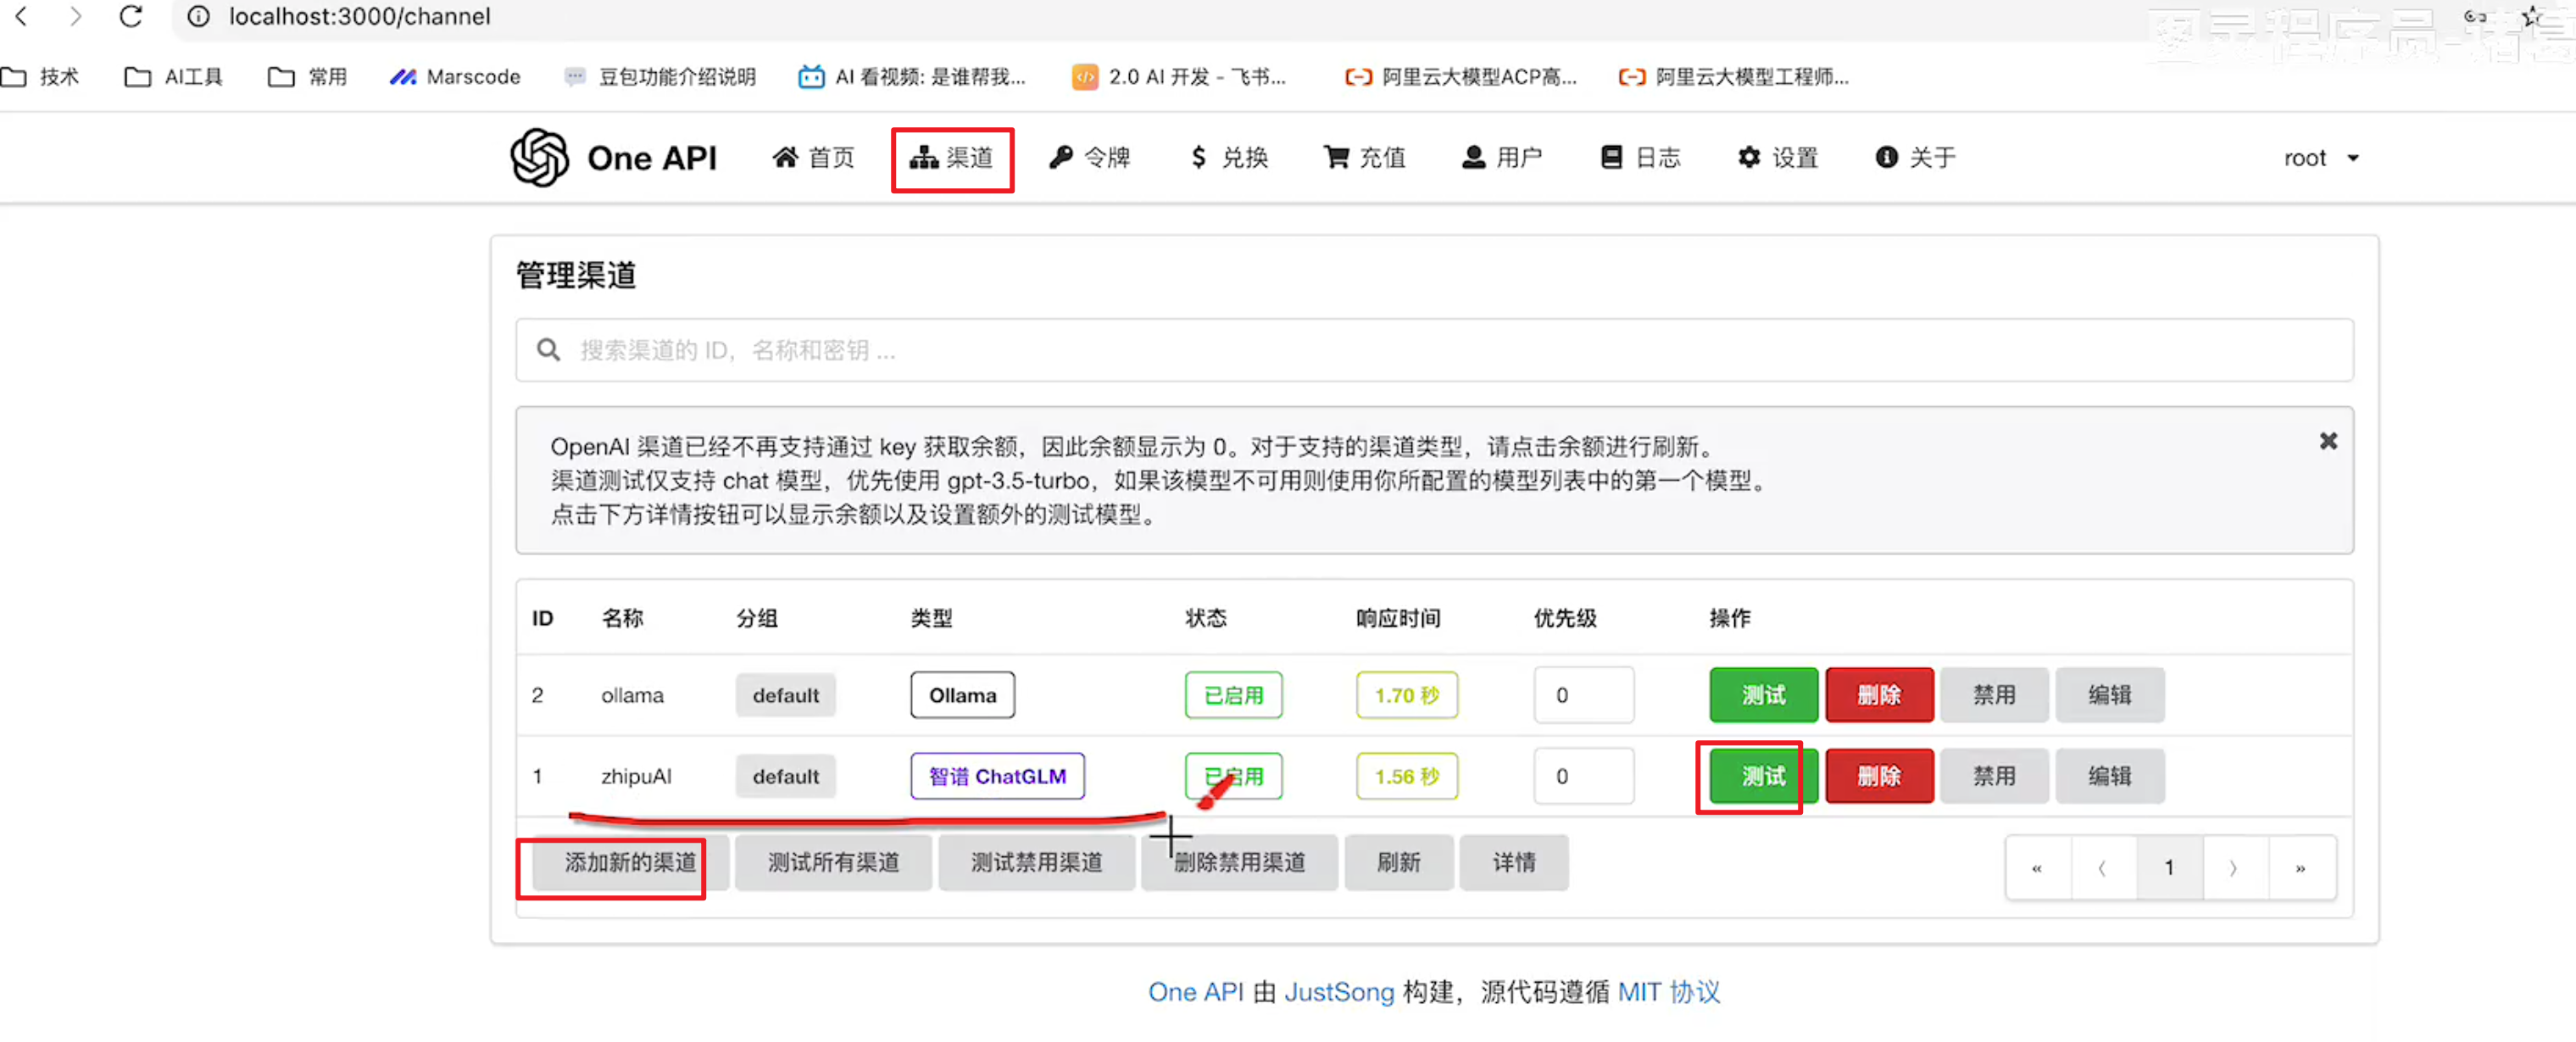 localhost:3000/channel
图灵程序员-诸葛
技术 AI工具 常用 Marscode 豆包功能介绍说明 AI 看视频: 是谁帮我... 2.0 AI 开发 - 飞书... 阿里云大模型ACP高... 阿里云大模型工程师...
One API 首页 渠道 令牌 兑换 充值 用户 日志 设置 关于 root
管理渠道
搜索渠道的 ID，名称和密钥 ...
OpenAI 渠道已经不再支持通过 key 获取余额，因此余额显示为 0。对于支持的渠道类型，请点击余额进行刷新。
渠道测试仅支持 chat 模型，优先使用 gpt-3.5-turbo，如果该模型不可用则使用你所配置的模型列表中的第一个模型。
点击下方详情按钮可以显示余额以及设置额外的测试模型。
ID 名称 分组 类型 状态 响应时间 优先级 操作
2 ollama default Ollama 已启用 1.70 秒 0 测试 删除 禁用 编辑
1 zhipuAI default 智谱 ChatGLM 已启用 1.56 秒 0 测试 删除 禁用 编辑
添加新的渠道 测试所有渠道 测试禁用渠道 删除禁用渠道 刷新 详情 « 〈 1 〉 »
One API 由 JustSong 构建，源代码遵循 MIT 协议